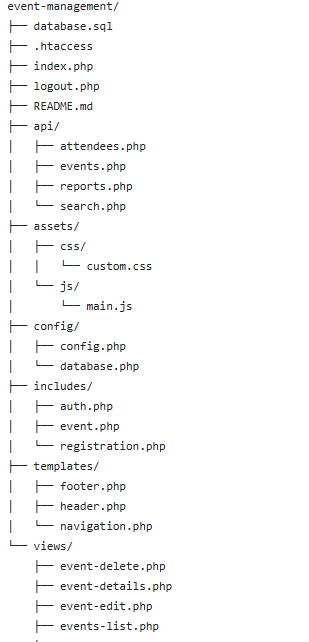 event-management/
├── database.sql
├── .htaccess
├── index.php
├── logout.php
├── README.md
├── api/
│   ├── attendees.php
│   ├── events.php
│   ├── reports.php
│   └── search.php
├── assets/
│   ├── css/
│   │   └── custom.css
│   └── js/
│       └── main.js
├── config/
│   ├── config.php
│   └── database.php
├── includes/
│   ├── auth.php
│   ├── event.php
│   └── registration.php
├── templates/
│   ├── footer.php
│   ├── header.php
│   └── navigation.php
└── views/
    ├── event-delete.php
    ├── event-details.php
    ├── event-edit.php
    ├── events-list.php